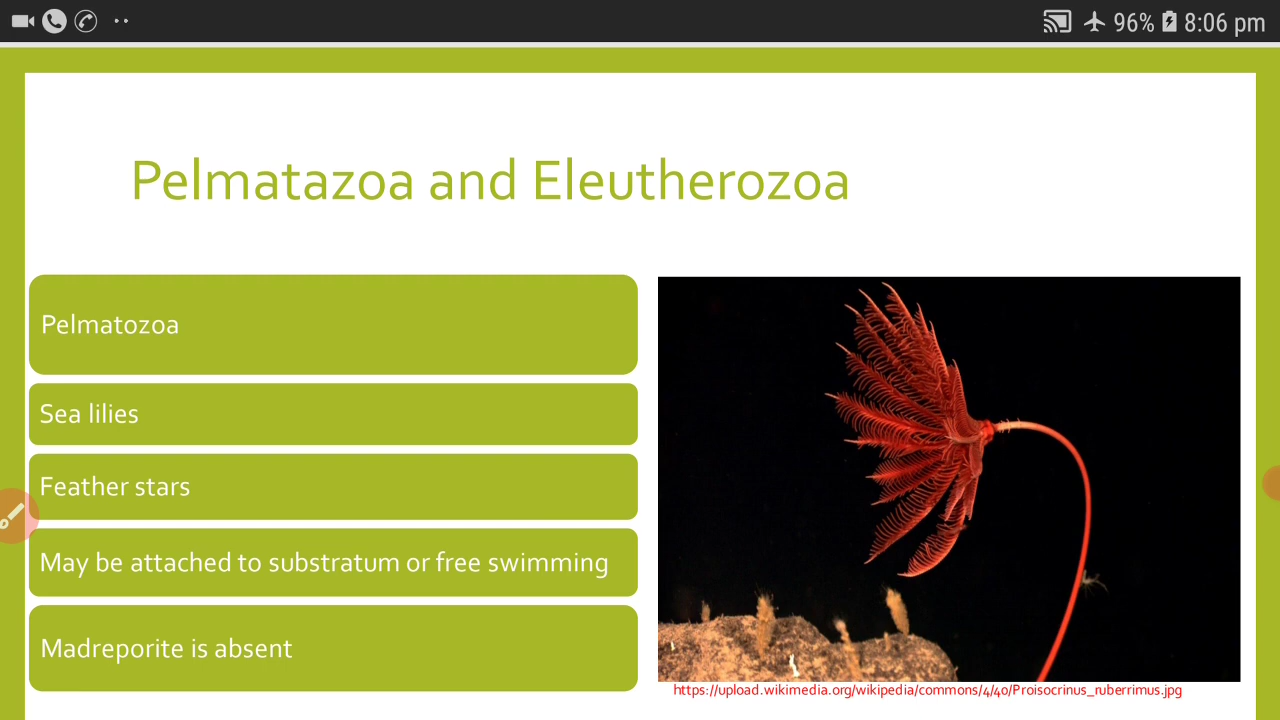 96% 8:06 pm
Pelmatazoa and Eleutherozoa
Pelmatozoa
Sea lilies
Feather stars
May be attached to substratum or free swimming
Madreporite is absent
https://upload.wikimedia.org/wikipedia/commons/4/40/Proisocrinus_ruberrimus.jpg